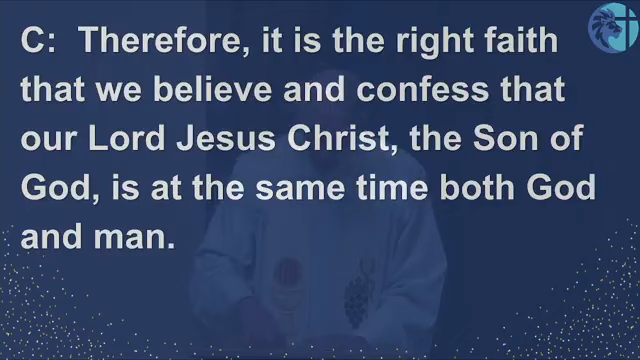 C: Therefore, it is the right faith
that we believe and confess that
our Lord Jesus Christ, the Son of
God, is at the same time both God
and man.